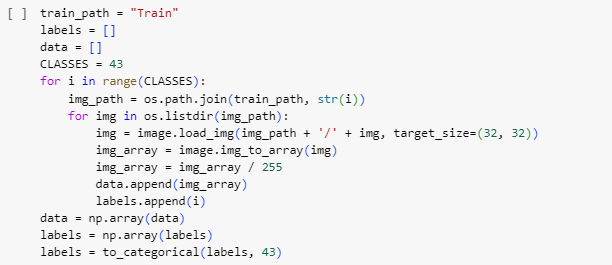 [ ] train_path = "Train"
labels = []
data = []
CLASSES = 43
for i in range(CLASSES):
    img_path = os.path.join(train_path, str(i))
    for img in os.listdir(img_path):
        img = image.load_img(img_path + '/' + img, target_size=(32, 32))
        img_array = image.img_to_array(img)
        img_array = img_array / 255
        data.append(img_array)
        labels.append(i)
data = np.array(data)
labels = np.array(labels)
labels = to_categorical(labels, 43)